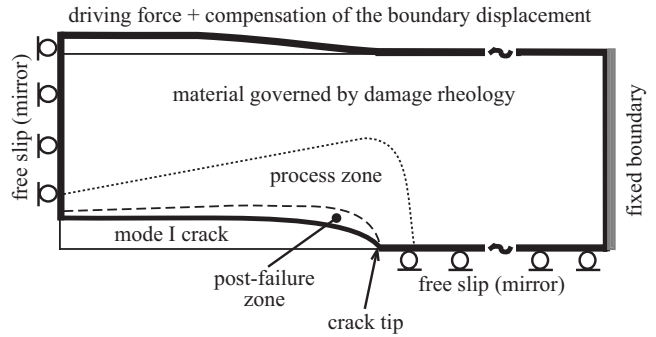 driving force + compensation of the boundary displacement
free slip (mirror)
material governed by damage rheology
fixed boundary
process zone
mode I crack
post-failure
zone
free slip (mirror)
crack tip